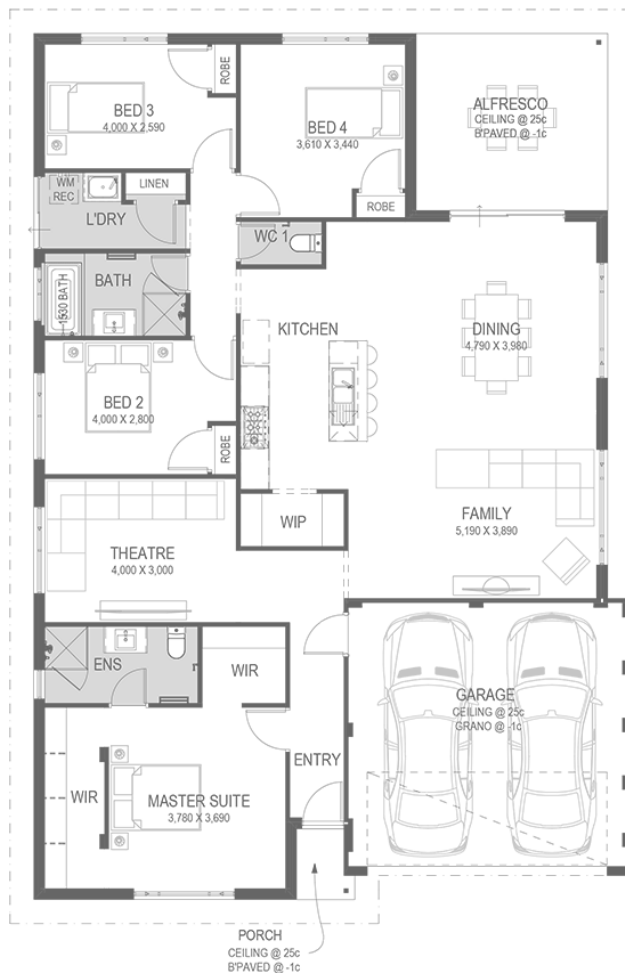 BED 3
4,000 X 2,590
ROBE
BED 4
3,610 X 3,440
ROBE
ALFRESCO
CEILING @ 25c
B'PAVED @ -1c
WM
REC
LINEN
L'DRY
WC 1
1530 BATH
BATH
KITCHEN
DINING
4,790 X 3,980
BED 2
4,000 X 2,800
ROBE
WIP
FAMILY
5,190 X 3,890
THEATRE
4,000 X 3,000
ENS
WIR
GARAGE
CEILING @ 25c
GRANO @ -1c
ENTRY
WIR
MASTER SUITE
3,780 X 3,690
PORCH
CEILING @ 25c
B'PAVED @ -1c